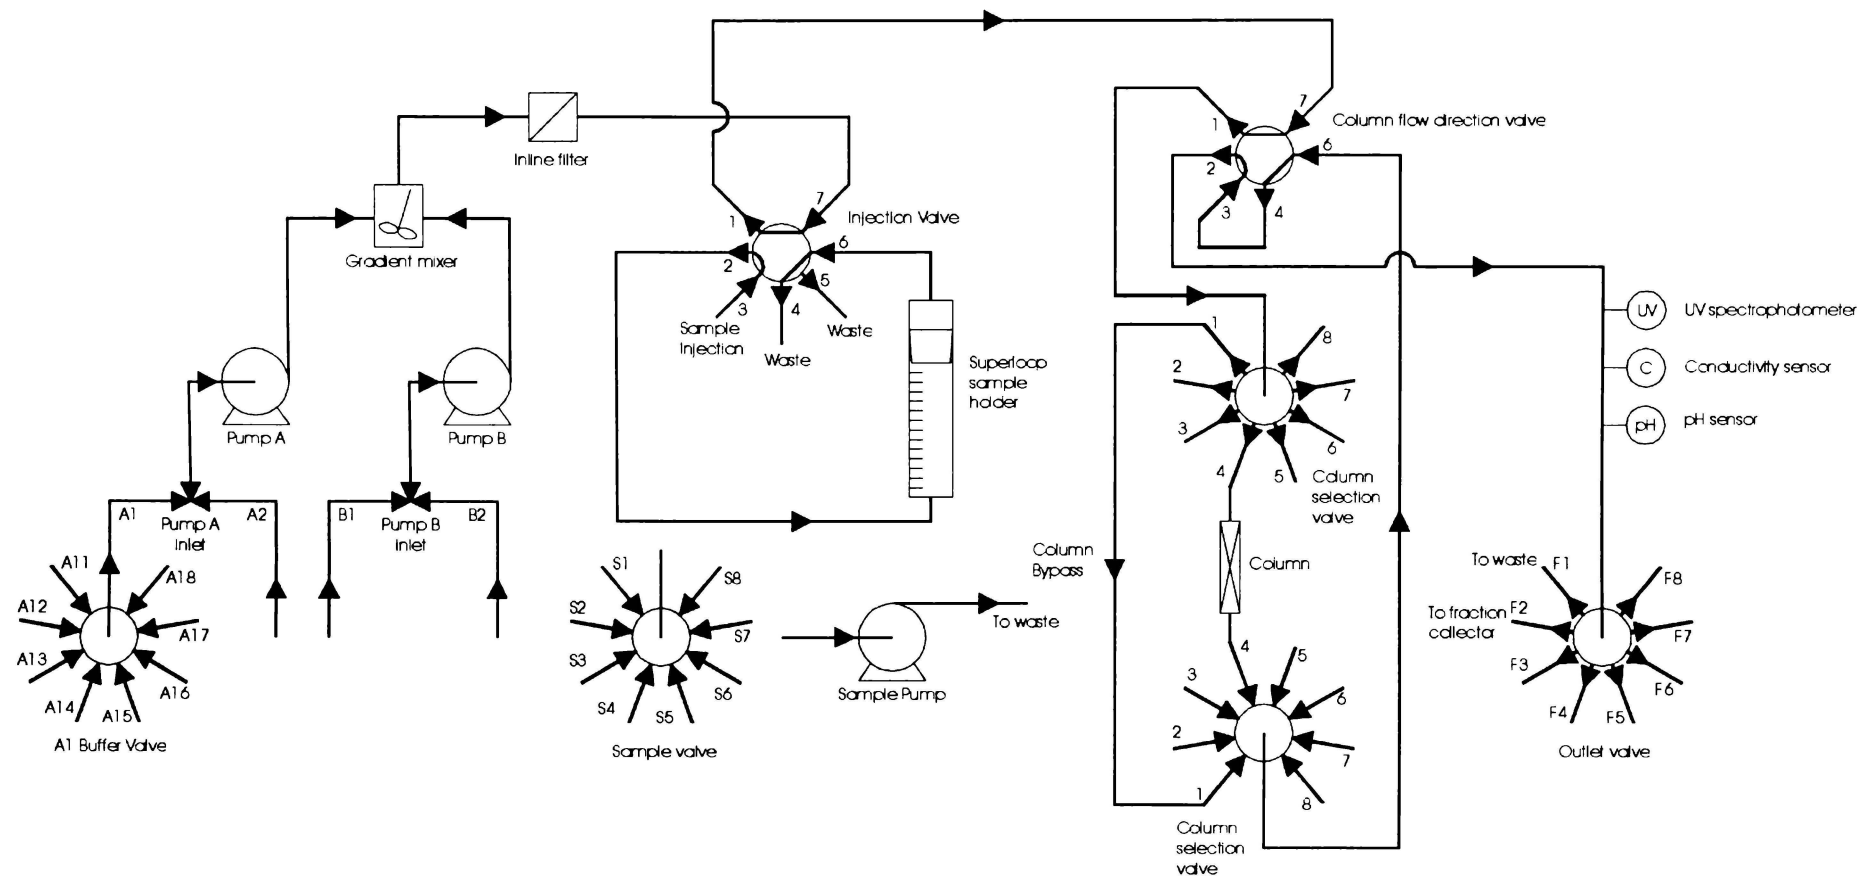 7
Column flow direction valve
1
6
2
3
4
Inline filter
7
1
Injection Valve
6
2
5
3
4
Sample
Injection
Waste
Waste
Gradient mixer
Superloop
sample
holder
Pump A
Pump B
UV
UV spectrophotometer
C
Conductivity sensor
pH
pH sensor
1
8
2
7
3
6
4
5
Column
selection
valve
A1
A2
Pump A
Inlet
B1
B2
Pump B
Inlet
Column
Bypass
Column
A11
A18
A12
A17
A13
A16
A14
A15
A1 Buffer Valve
S1
S8
S2
S7
S3
S6
S4
S5
Sample valve
To waste
Sample Pump
4
5
3
6
2
7
1
8
Column
selection
valve
To waste
F1
F8
To fraction
collector
F2
F7
F3
F6
F4
F5
Outlet valve